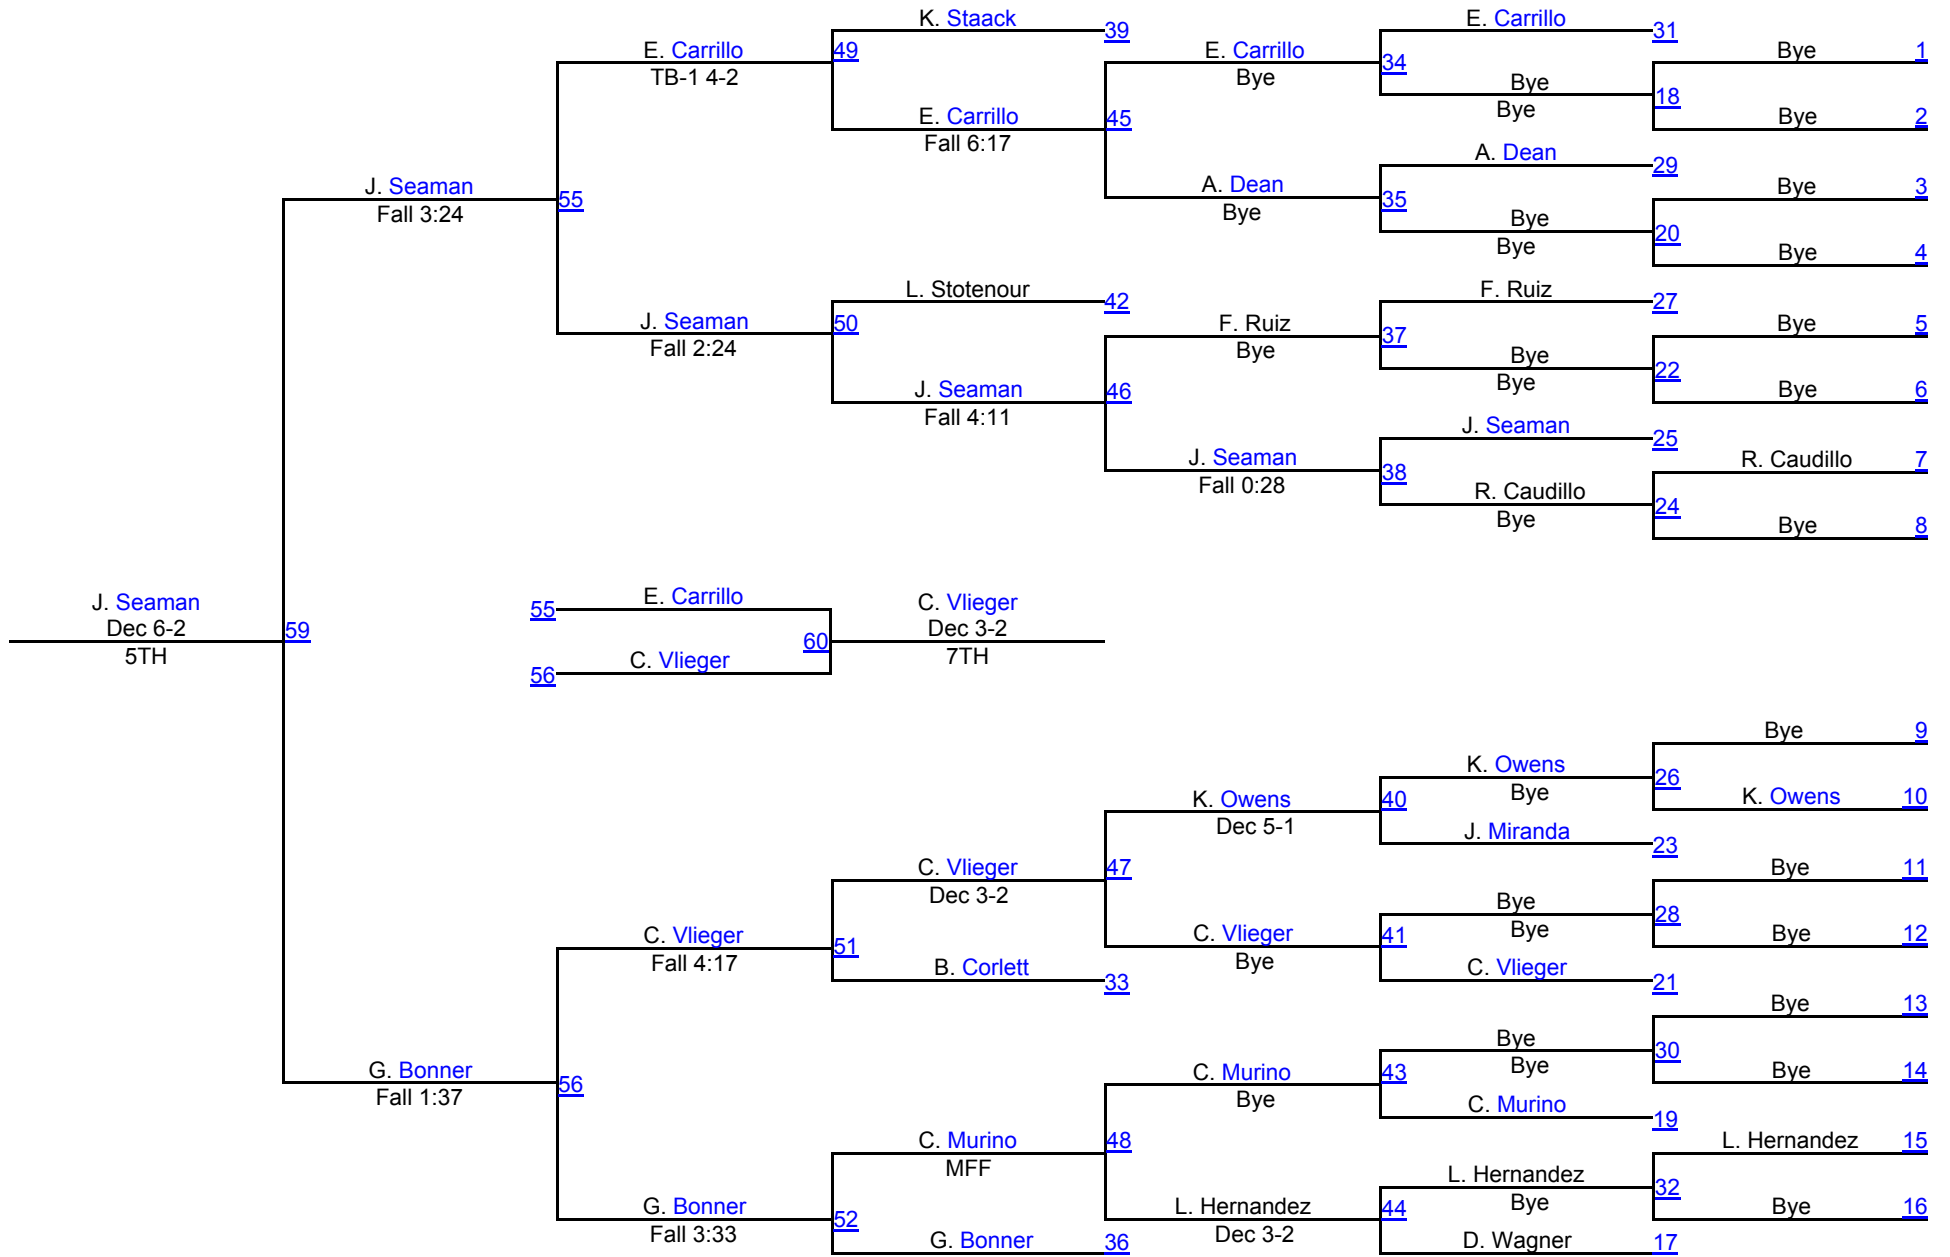 K. Staack
39
E. Carrillo
31
E. Carrillo
49
TB-1 4-2
E. Carrillo
34
Bye
Bye
1
Bye
Bye
18
E. Carrillo
45
Fall 6:17
Bye
2
A. Dean
29
J. Seaman
Fall 3:24
55
A. Dean
35
Bye
Bye
3
Bye
Bye
20
Bye
4
L. Stotenour
42
F. Ruiz
27
J. Seaman
50
Fall 2:24
F. Ruiz
37
Bye
Bye
5
Bye
Bye
22
J. Seaman
46
Fall 4:11
Bye
6
J. Seaman
25
J. Seaman
38
Fall 0:28
R. Caudillo
7
R. Caudillo
Bye
24
Bye
8
J. Seaman
Dec 6-2
5TH
59
55
E. Carrillo
60
C. Vlieger
Dec 3-2
7TH
56
C. Vlieger
Bye
9
K. Owens
Bye
26
K. Owens
40
Dec 5-1
K. Owens
10
J. Miranda
23
C. Vlieger
47
Dec 3-2
Bye
11
Bye
Bye
28
C. Vlieger
51
Fall 4:17
C. Vlieger
41
Bye
Bye
12
B. Corlett
33
C. Vlieger
21
Bye
13
Bye
Bye
30
G. Bonner
56
Fall 1:37
C. Murino
43
Bye
Bye
14
C. Murino
19
C. Murino
48
MFF
L. Hernandez
15
L. Hernandez
Bye
32
G. Bonner
52
Fall 3:33
L. Hernandez
44
Dec 3-2
Bye
16
G. Bonner
36
D. Wagner
17